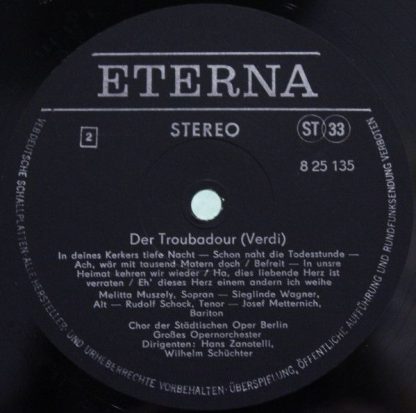 ETERNA
2
STEREO
ST 33
8 25 135
Der Troubadour (Verdi)
In deines Kerkers tiefe Nacht — Schon naht die Todesstunde —
Ach, wär mit tausend Matern doch / Befreit — In unsre
Heimat kehren wir wieder / Ha, dies liebende Herz ist
verraten / Eh' dieses Herz einem andern ich weihe
Melitta Muszely, Sopran — Sieglinde Wagner,
Alt — Rudolf Schock, Tenor — Josef Metternich,
Bariton
Chor der Städtischen Oper Berlin
Großes Opernorchester
Dirigenten: Hans Zanotelli,
Wilhelm Schüchter
VEB DEUTSCHE SCHALLPLATTEN. ALLE HERSTELLER- UND URHEBERRECHTE VORBEHALTEN · ÜBERSPIELUNG, ÖFFENTLICHE AUFFÜHRUNG UND RUNDFUNKSENDUNG VERBOTEN